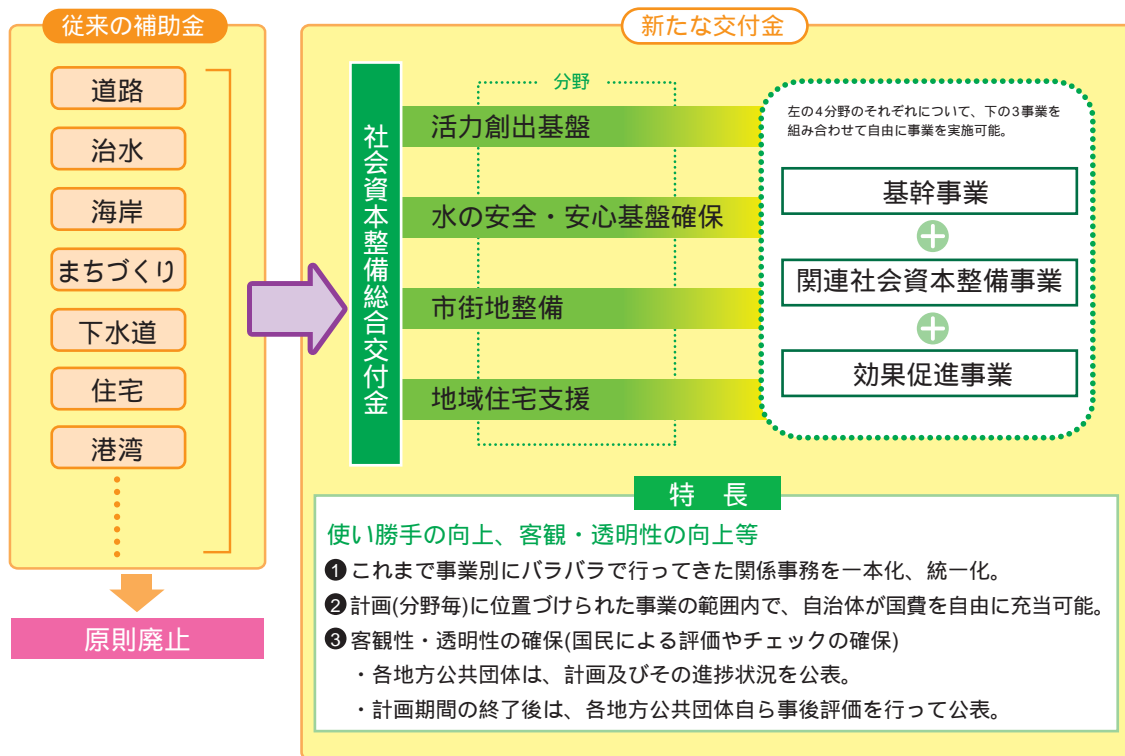 従来の補助金
道路
治水
海岸
まちづくり
下水道
住宅
港湾
原則廃止
新たな交付金
社会資本整備総合交付金
分野
活力創出基盤
水の安全・安心基盤確保
市街地整備
地域住宅支援
左の4分野のそれぞれについて、下の3事業を
組み合わせて自由に事業を実施可能。
基幹事業
+
関連社会資本整備事業
+
効果促進事業
特 長
使い勝手の向上、客観・透明性の向上等
❶これまで事業別にバラバラで行ってきた関係事務を一本化、統一化。
❷計画(分野毎)に位置づけられた事業の範囲内で、自治体が国費を自由に充当可能。
❸客観性・透明性の確保(国民による評価やチェックの確保)
・各地方公共団体は、計画及びその進捗状況を公表。
・計画期間の終了後は、各地方公共団体自ら事後評価を行って公表。